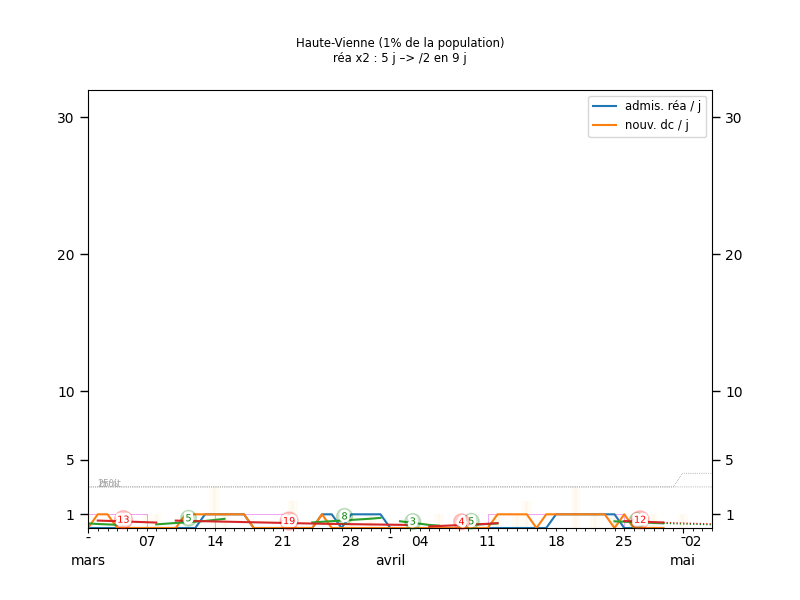 Haute-Vienne (1% de la population)
réa x2 : 5 j –> /2 en 9 j
admis. réa / j
nouv. dc / j
30 30
20 20
10 10
5 5
1 1
13 5 19 8 3 4 5 12
- 07 14 21 28 - 04 11 18 25 - 02
mars avril mai